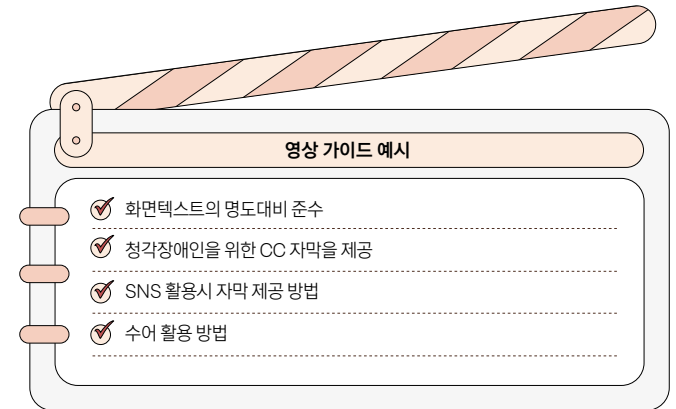 영상 가이드 예시
화면텍스트의 명도대비 준수
청각장애인을 위한 CC 자막을 제공
SNS 활용시 자막 제공 방법
수어 활용 방법